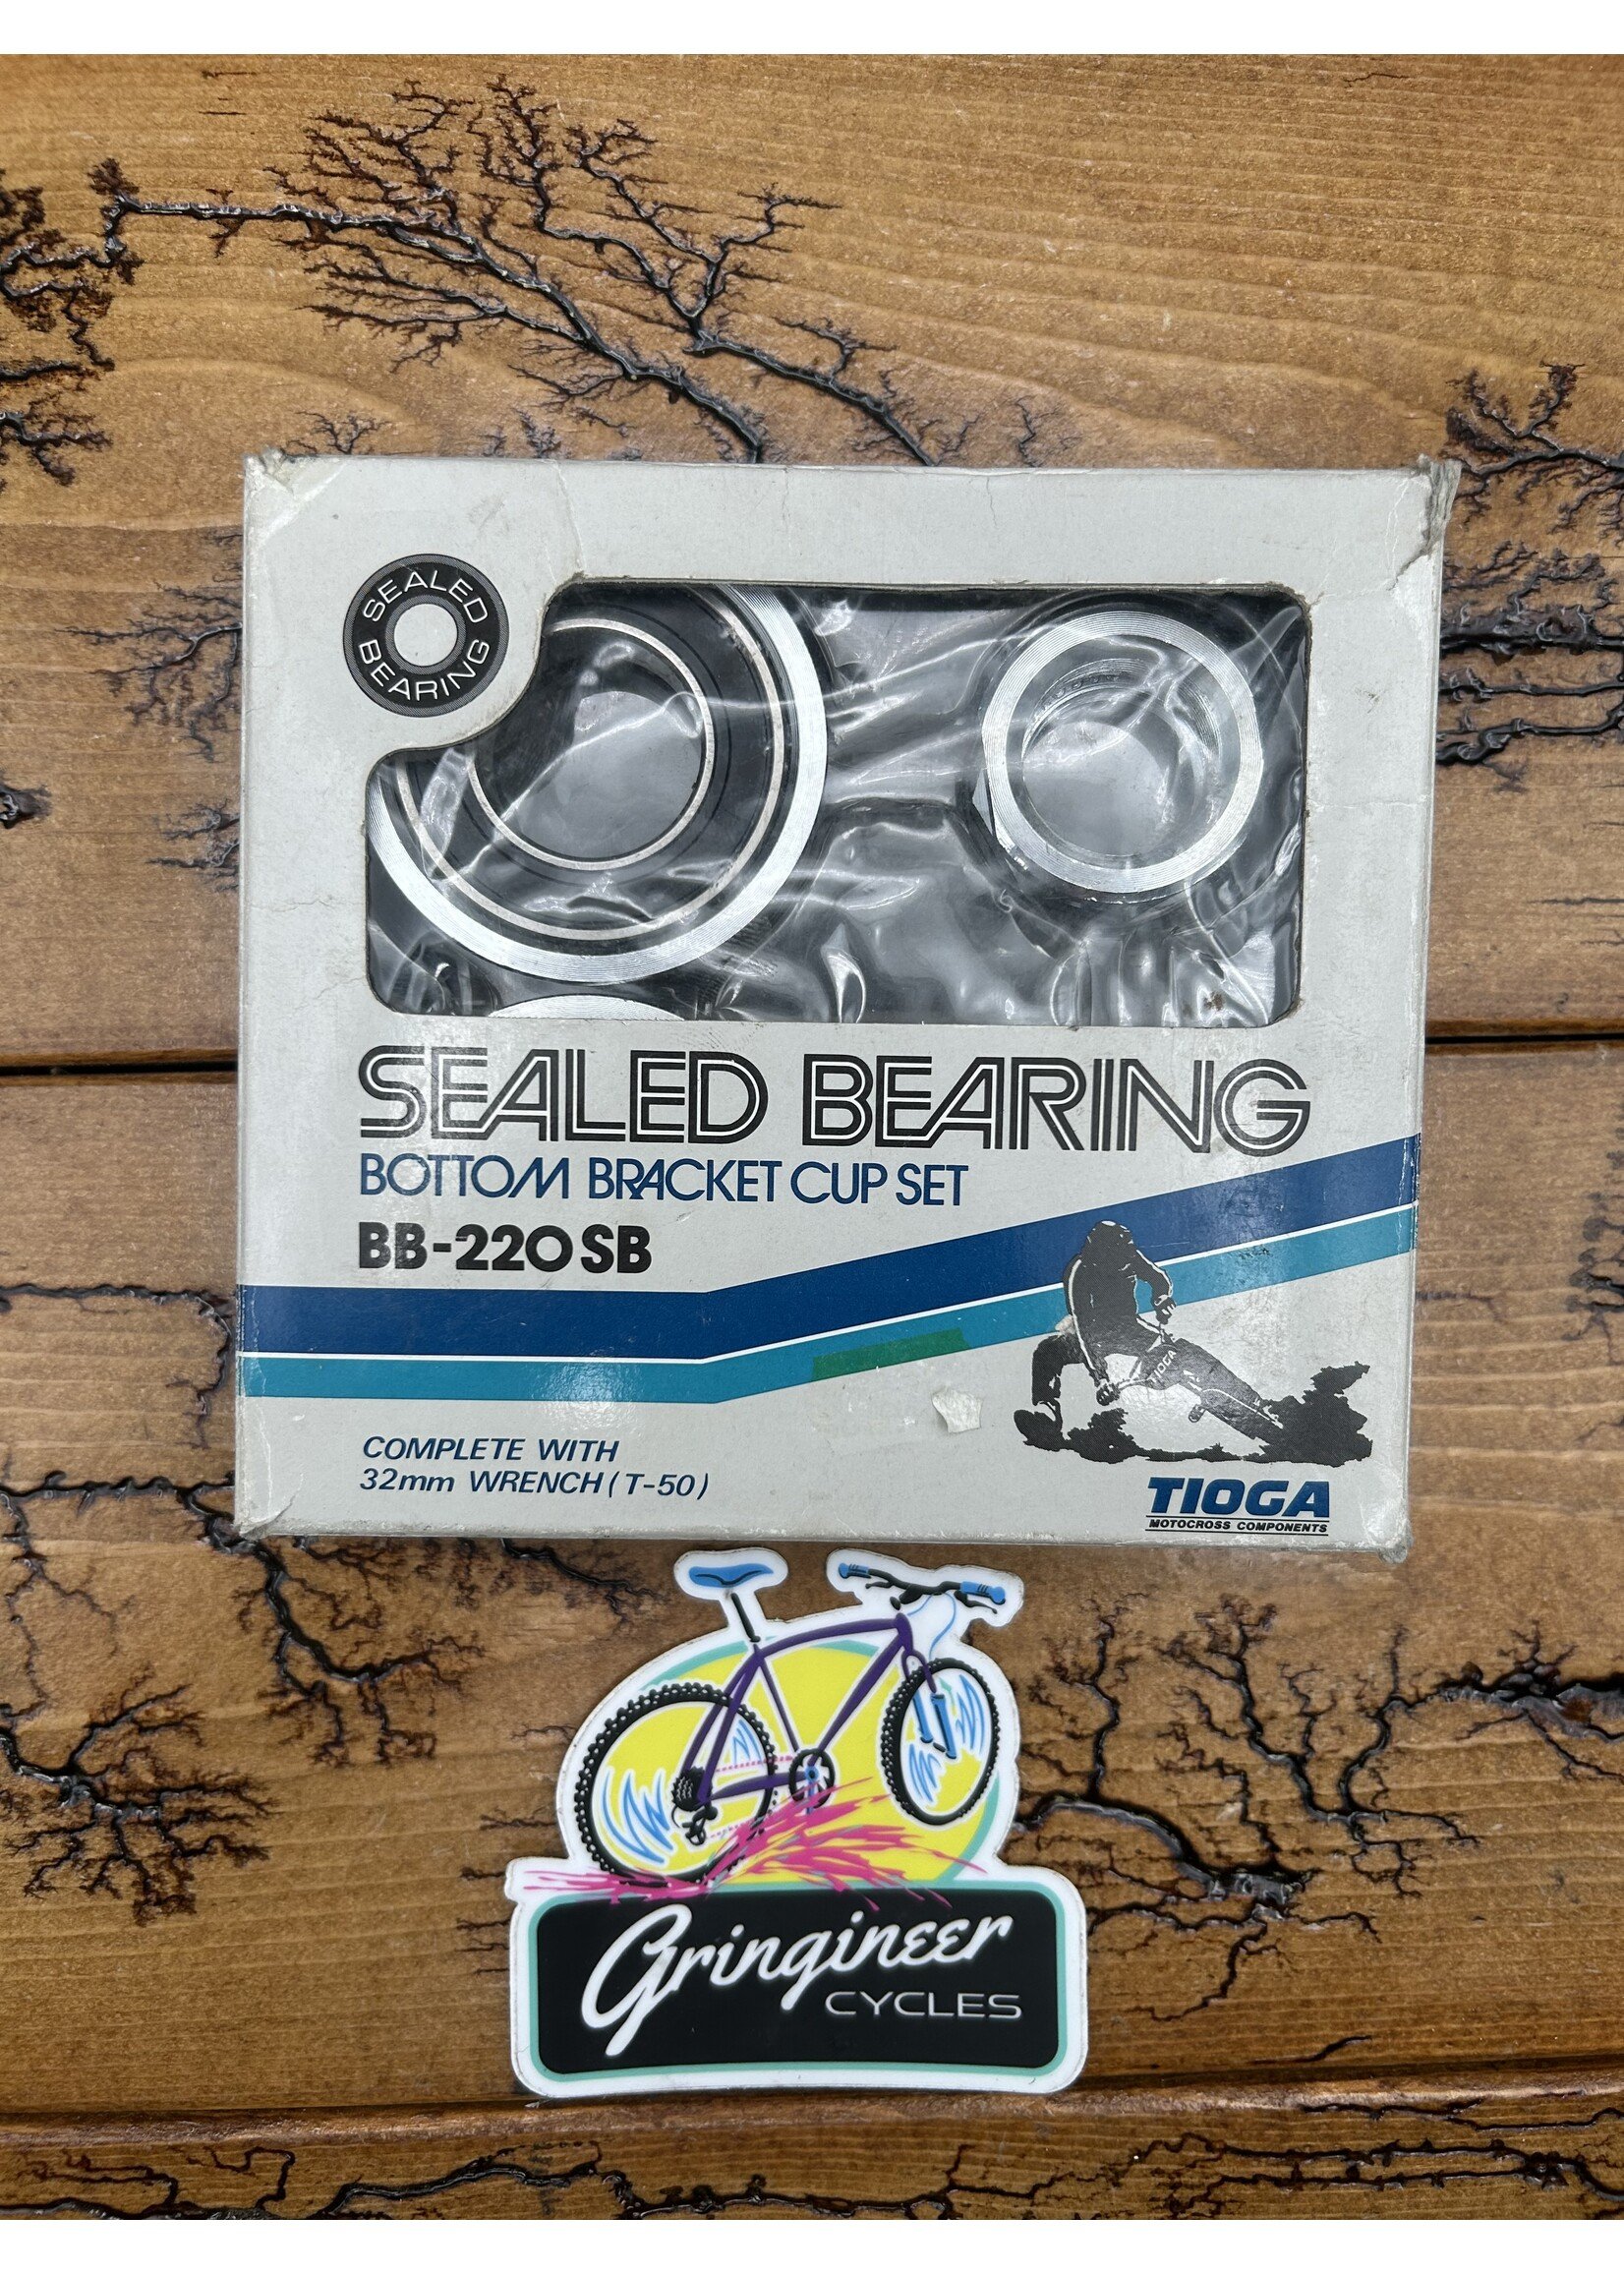 SEALED
BEARING
SEALED BEARING
BOTTOM BRACKET CUP SET
BB-220SB
TIOGA
COMPLETE WITH
32mm WRENCH (T-50)
TIOGA
MOTOCROSS COMPONENTS
Gringineer
CYCLES